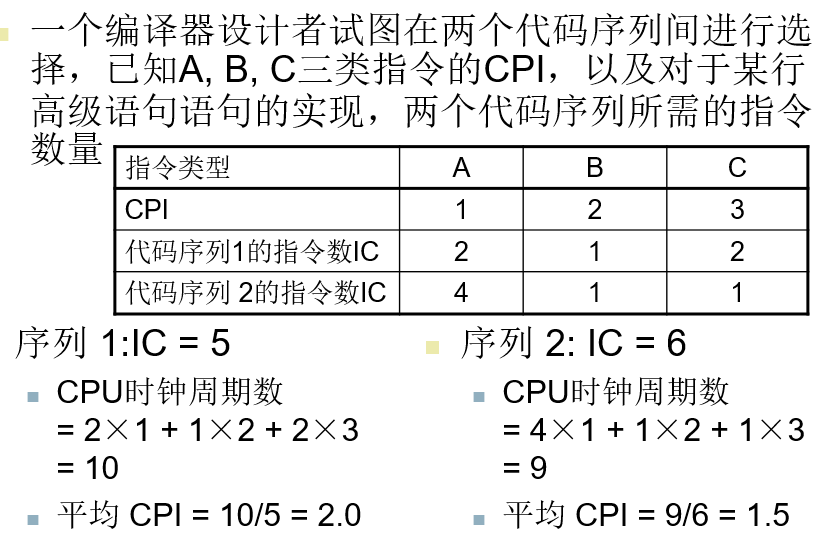 一个编译器设计者试图在两个代码序列间进行选
择，已知A, B, C三类指令的CPI，以及对于某行
高级语句语句的实现，两个代码序列所需的指令
数量
指令类型 A B C
CPI 1 2 3
代码序列1的指令数IC 2 1 2
代码序列 2的指令数IC 4 1 1
序列 1:IC = 5
CPU时钟周期数
= 2×1 + 1×2 + 2×3
= 10
平均 CPI = 10/5 = 2.0
序列 2: IC = 6
CPU时钟周期数
= 4×1 + 1×2 + 1×3
= 9
平均 CPI = 9/6 = 1.5